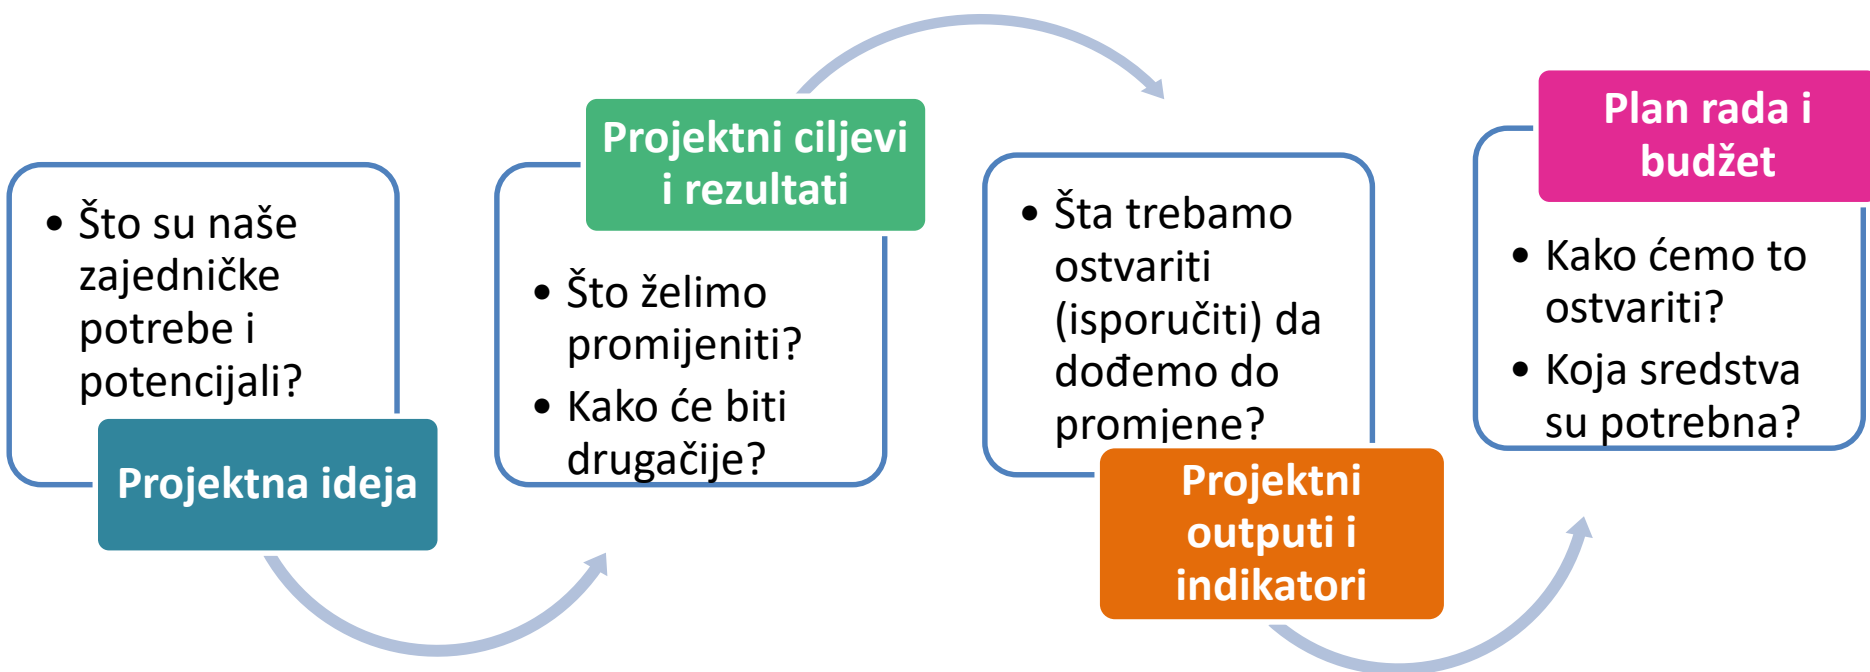 • Što su naše
zajedničke
potrebe i
potencijali?
Projektna ideja
Projektni ciljevi
i rezultati
• Što želimo
promijeniti?
• Kako će biti
drugačije?
• Šta trebamo
ostvariti
(isporučiti) da
dođemo do
promjene?
Projektni
outputi i
indikatori
Plan rada i
budžet
• Kako ćemo to
ostvariti?
• Koja sredstva
su potrebna?